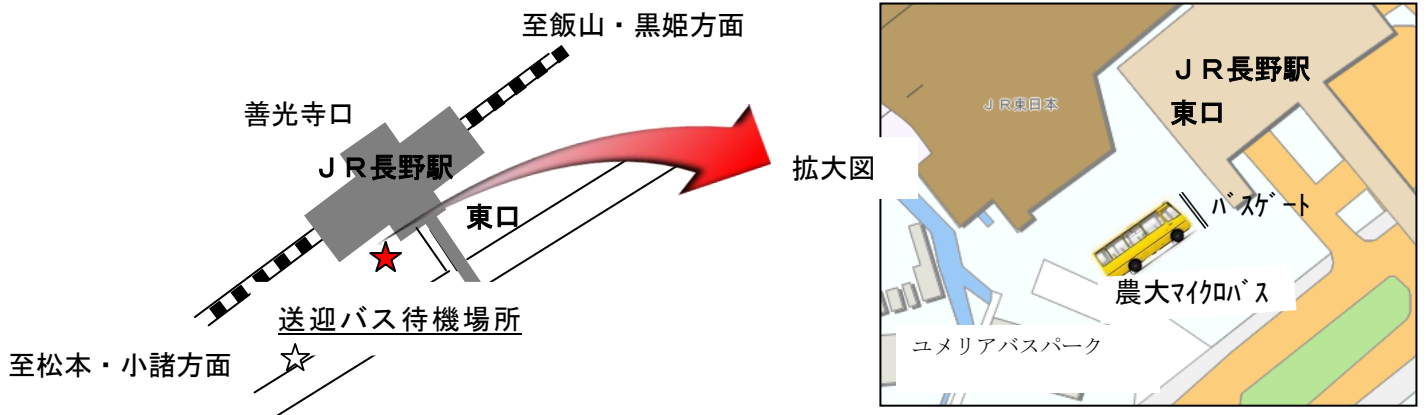 至飯山・黒姫方面
善光寺口
ＪＲ長野駅
東口
送迎バス待機場所
至松本・小諸方面
拡大図
ＪＲ東日本
ＪＲ長野駅
東口
ﾊﾞｽｹﾞｰﾄ
農大ﾏｲｸﾛﾊﾞｽ
ユメリアバスパーク